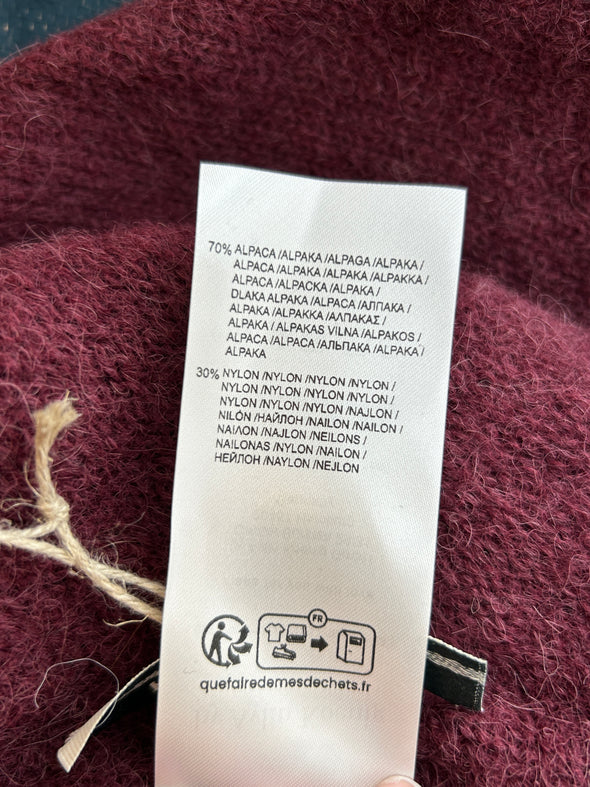 70% ALPACA /ALPAKA /ALPAGA /ALPAKA /
ALPACA /ALPAKA /ALPAKA /ALPAKKA /
ALPACA /ALPACKA /ALPAKA /
DLAKA ALPAKA /ALPACA /АЛПАКА /
ALPAKA /ALPAKKA /ΑΛΠΑΚΑΣ /
ALPAKA / ALPAKAS VILNA /ALPAKOS /
ALPACA /ALPACA /АЛЬПАКА /ALPAKA /
ALPAKA
30% NYLON /NYLON /NYLON /NYLON /
NYLON /NYLON /NYLON /NYLON /
NYLON /NYLON /NYLON /NAJLON /
NILÓN /НАЙЛОН /NAILON /NAILON /
ΝΑΙΛΟΝ /NAJLON /NEILONS /
NAILONAS /NYLON /NAILON /
НЕЙЛОН /NAYLON /NEJLON
FR
quefairedemesdechets.fr